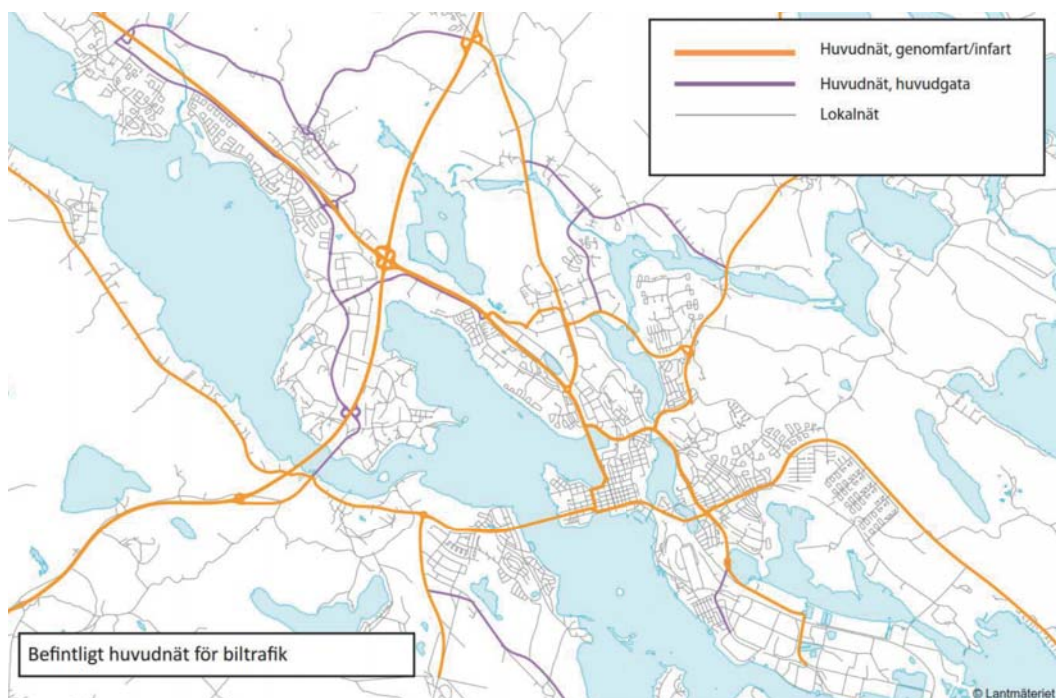 Huvudnät, genomfart/infart
Huvudnät, huvudgata
Lokalnät
Befintligt huvudnät för biltrafik
© Lantmäteriet